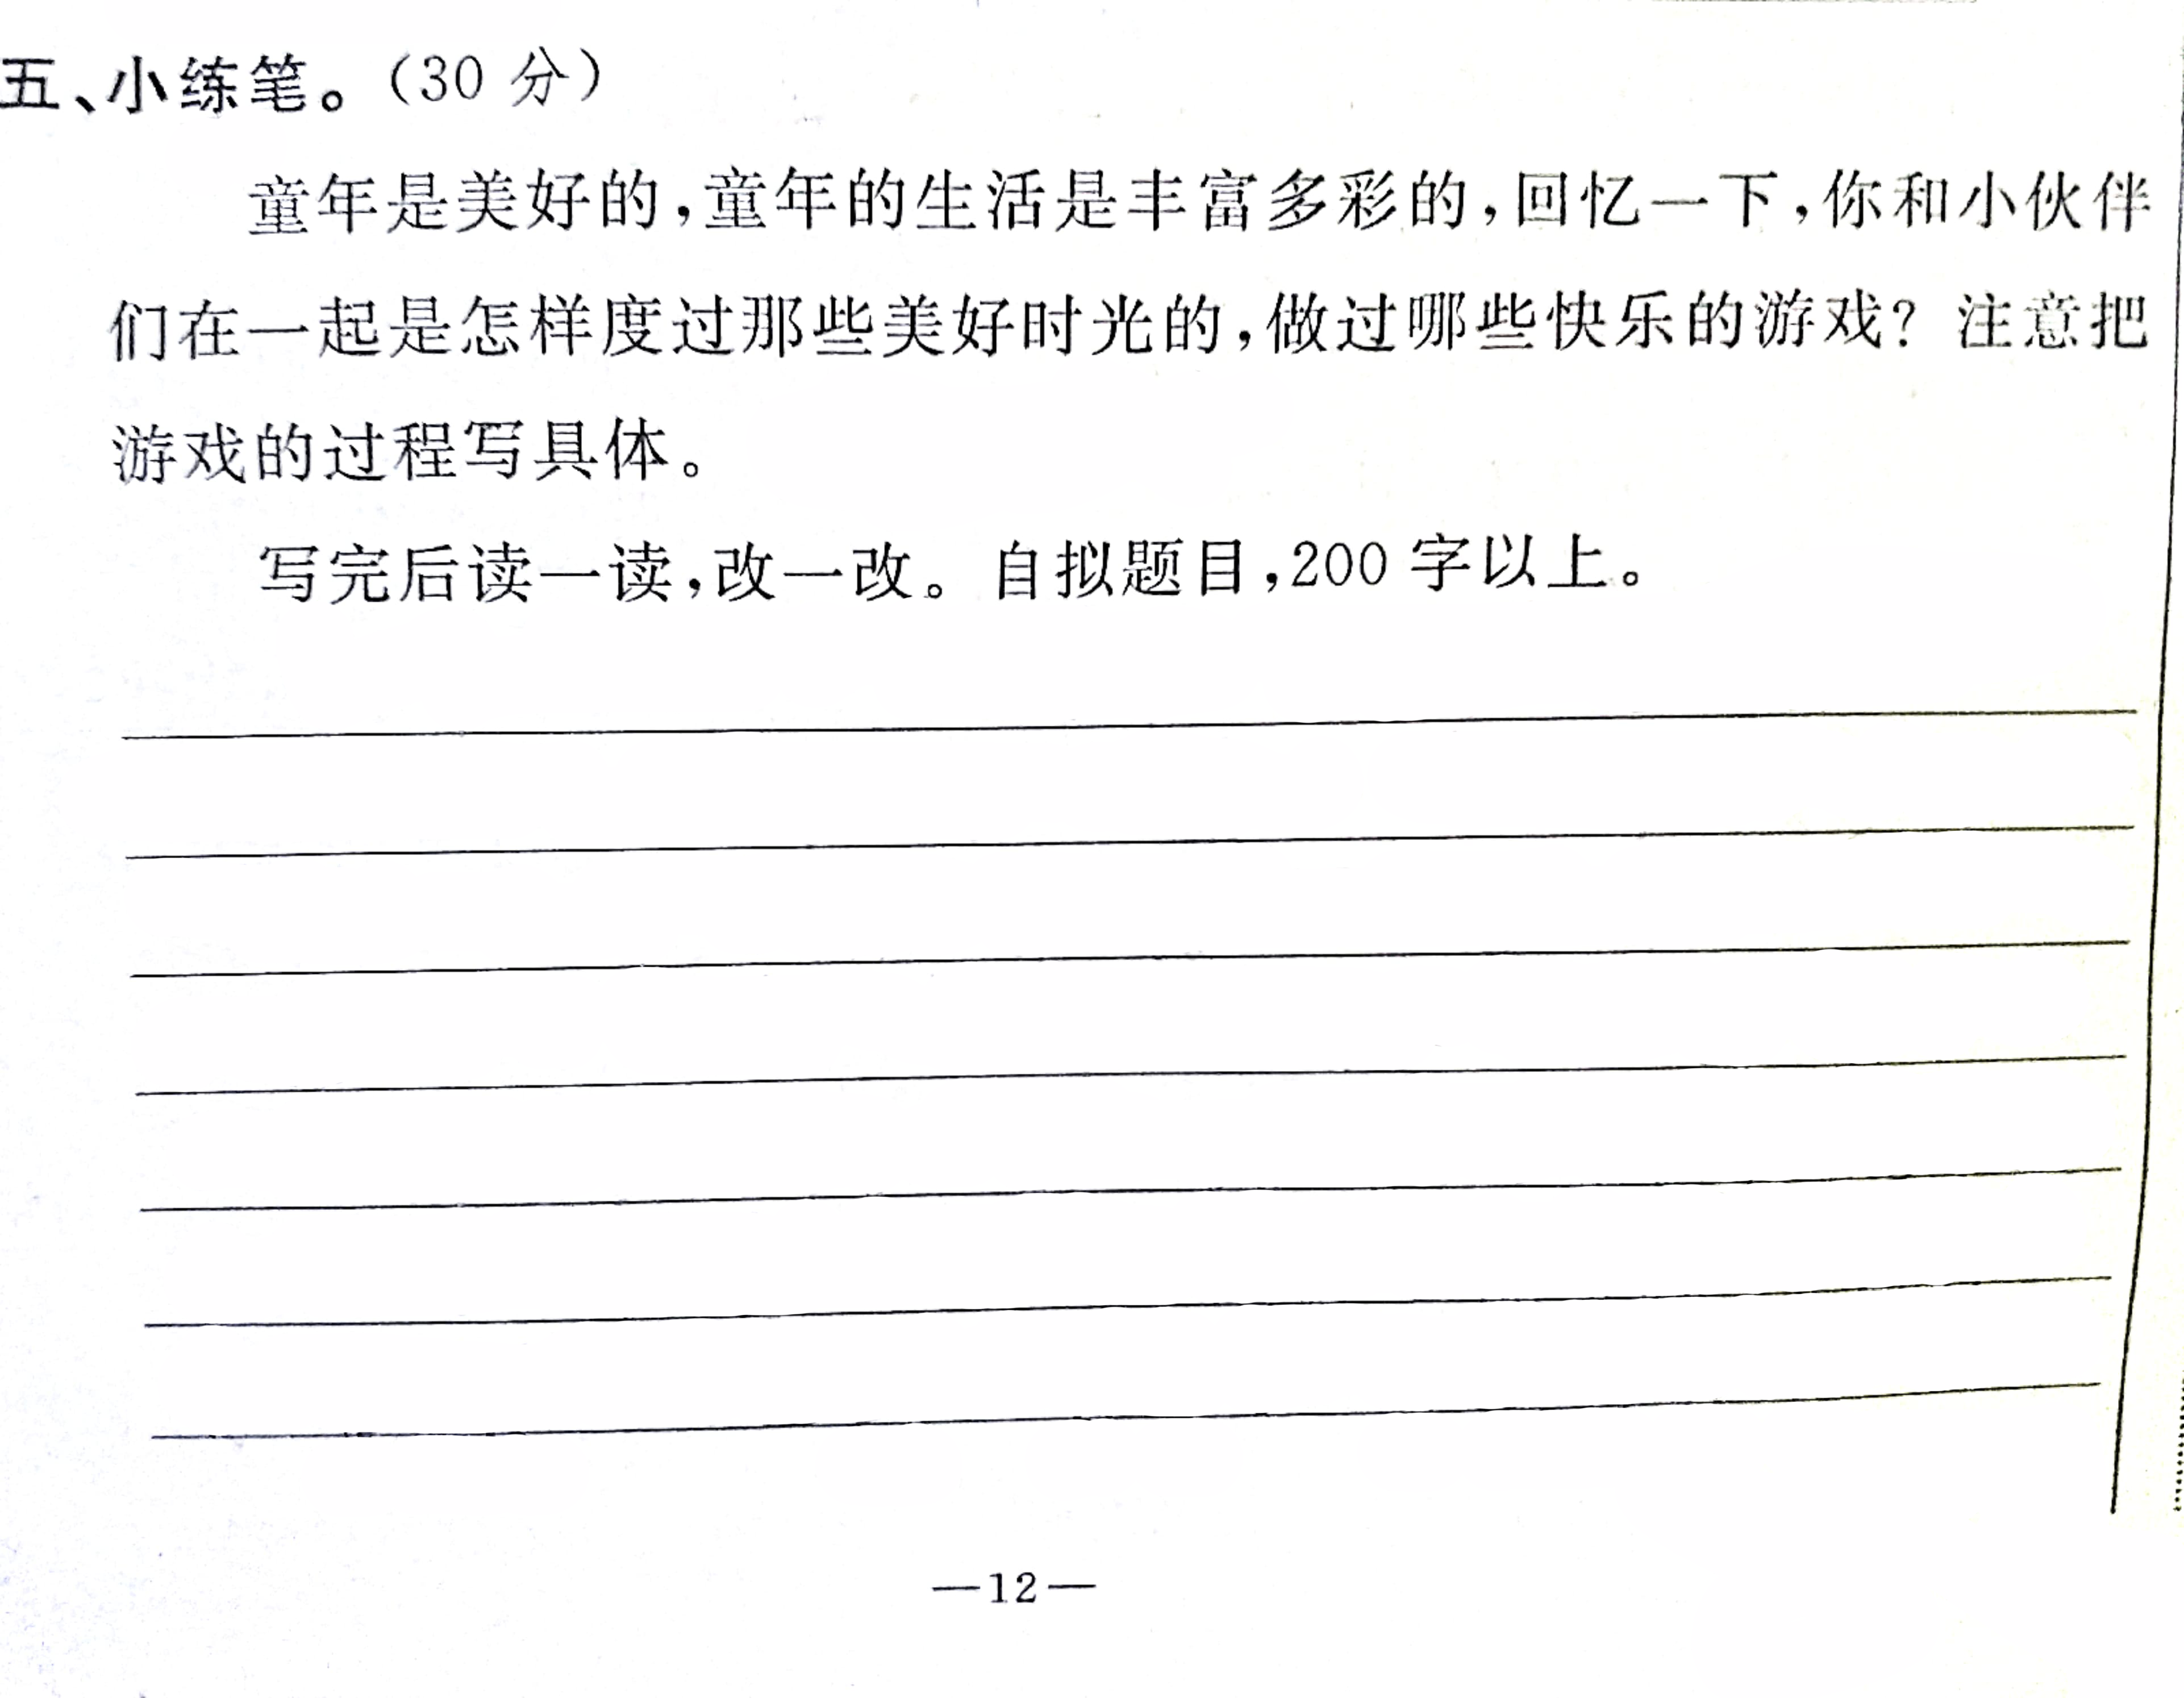 五、小练笔。(30 分)
童年是美好的,童年的生活是丰富多彩的,回忆一下,你和小伙伴
们在一起是怎样度过那些美好时光的,做过哪些快乐的游戏? 注意把
游戏的过程写具体。
写完后读一读,改一改。自拟题目,200 字以上。
—12—